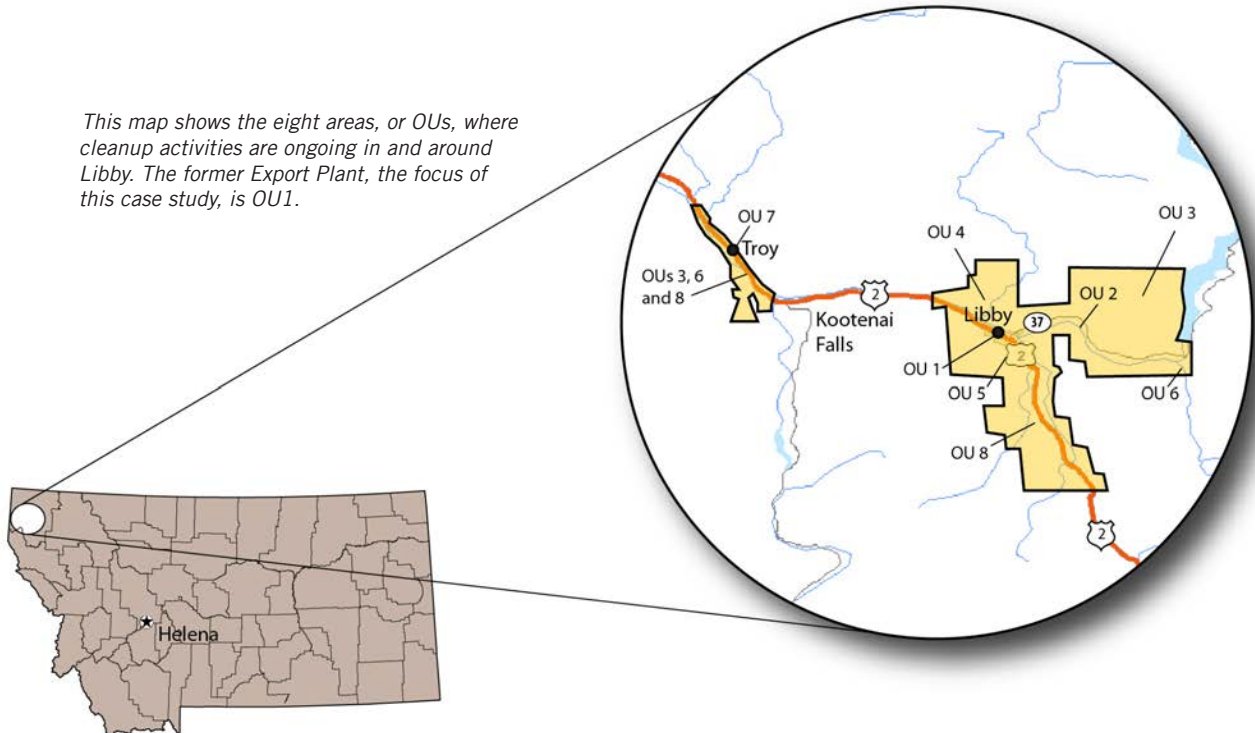 This map shows the eight areas, or OUs, where
cleanup activities are ongoing in and around
Libby. The former Export Plant, the focus of
this case study, is OU1.
OU 7
Troy
OUs 3, 6
and 8
2
Kootenai
Falls
OU 4
OU 3
OU 2
Libby
37
OU 1
2
OU 5
OU 6
OU 8
2
Helena